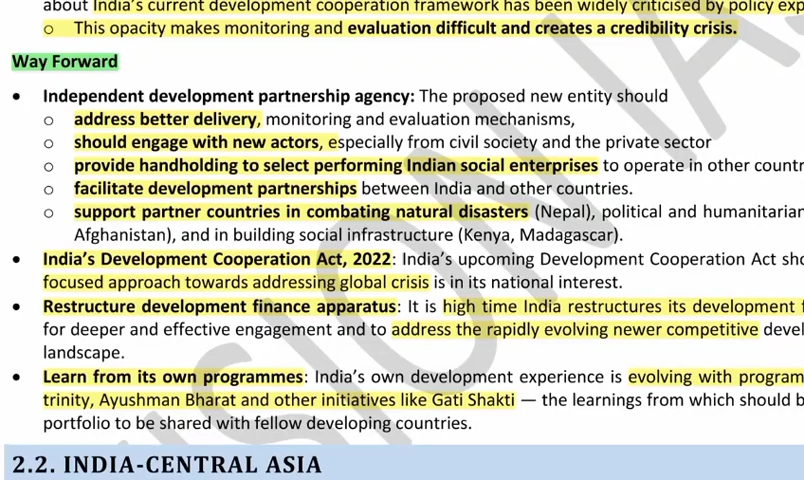 about India's current development cooperation framework has been widely criticised by policy exp
o This opacity makes monitoring and evaluation difficult and creates a credibility crisis.
Way Forward
• Independent development partnership agency: The proposed new entity should
o address better delivery, monitoring and evaluation mechanisms,
o should engage with new actors, especially from civil society and the private sector
o provide handholding to select performing Indian social enterprises to operate in other countr
o facilitate development partnerships between India and other countries.
o support partner countries in combating natural disasters (Nepal), political and humanitarian
Afghanistan), and in building social infrastructure (Kenya, Madagascar).
• India's Development Cooperation Act, 2022: India's upcoming Development Cooperation Act sho
focused approach towards addressing global crisis is in its national interest.
• Restructure development finance apparatus: It is high time India restructures its development f
for deeper and effective engagement and to address the rapidly evolving newer competitive devel
landscape.
• Learn from its own programmes: India's own development experience is evolving with program
trinity, Ayushman Bharat and other initiatives like Gati Shakti — the learnings from which should b
portfolio to be shared with fellow developing countries.
2.2. INDIA-CENTRAL ASIA
VISION IAS